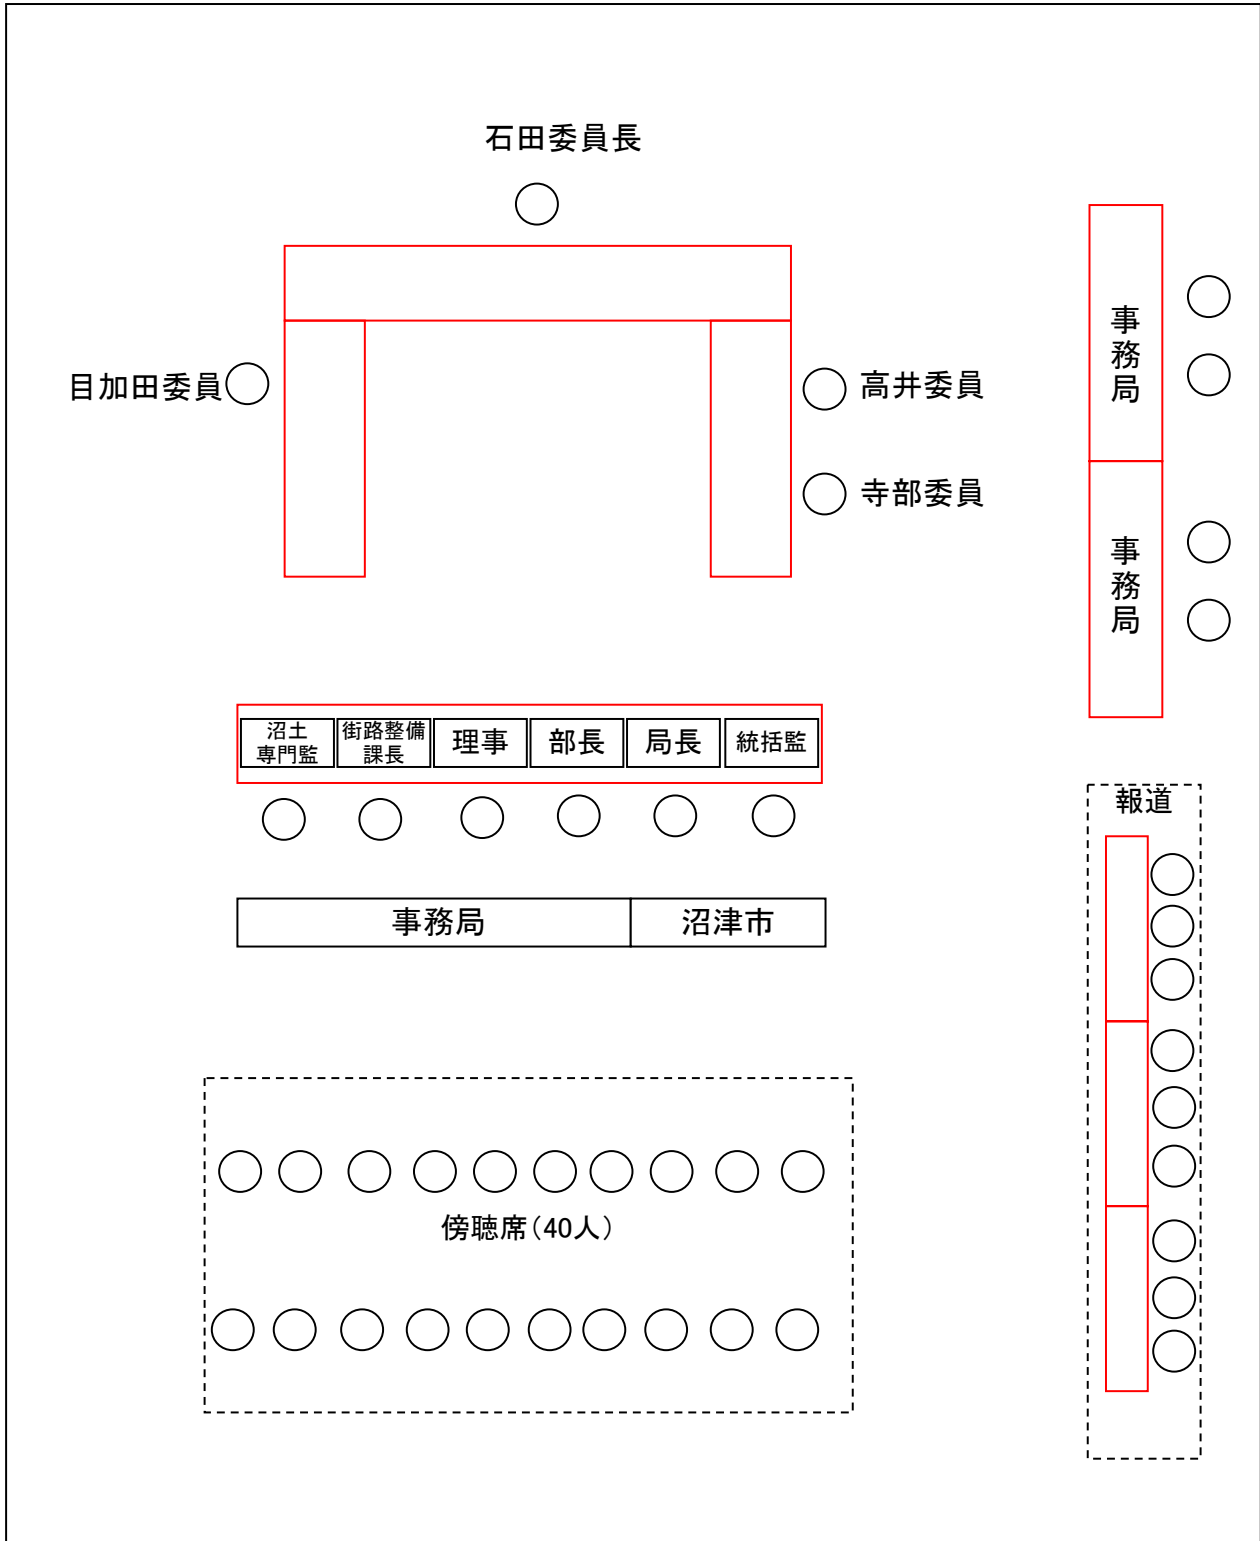 石田委員長
目加田委員
高井委員
寺部委員
事務局
事務局
沼土
専門監
街路整備
課長
理事
部長
局長
統括監
事務局
沼津市
報道
傍聴席(40人)